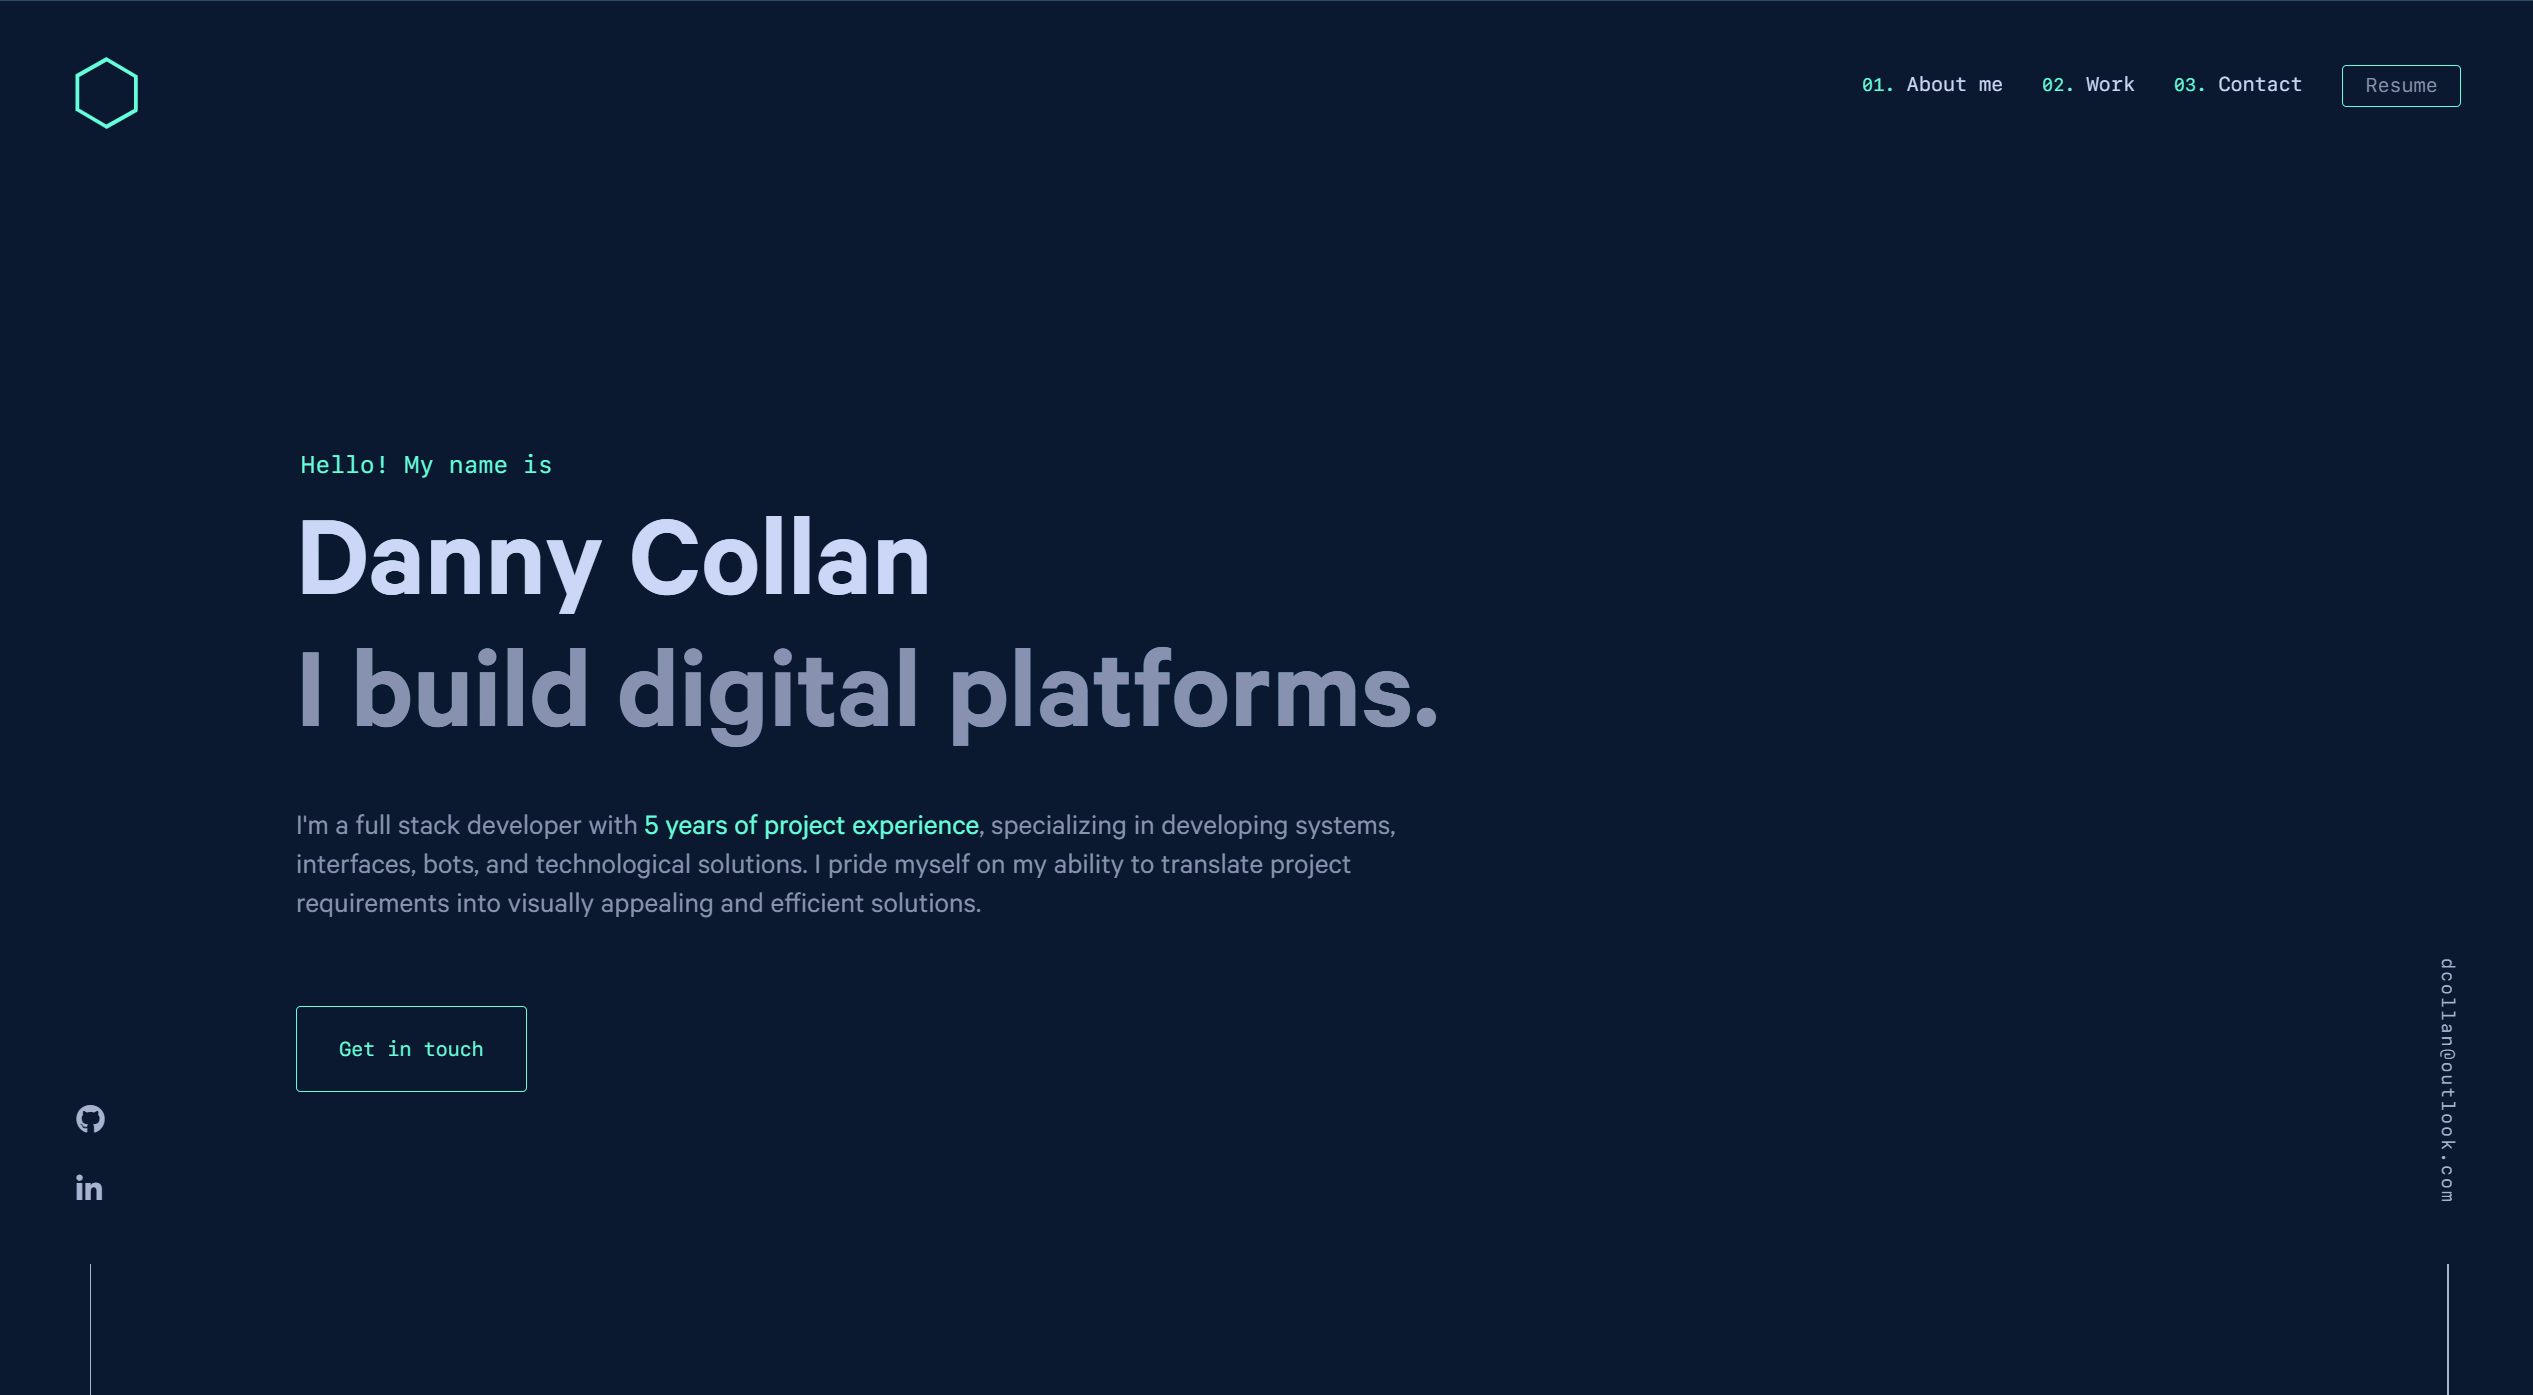 01. About me 02. Work 03. Contact Resume
Hello! My name is
Danny Collan
I build digital platforms.
I'm a full stack developer with 5 years of project experience, specializing in developing systems,
interfaces, bots, and technological solutions. I pride myself on my ability to translate project
requirements into visually appealing and efficient solutions.
Get in touch
dcollan@outlook.com
in